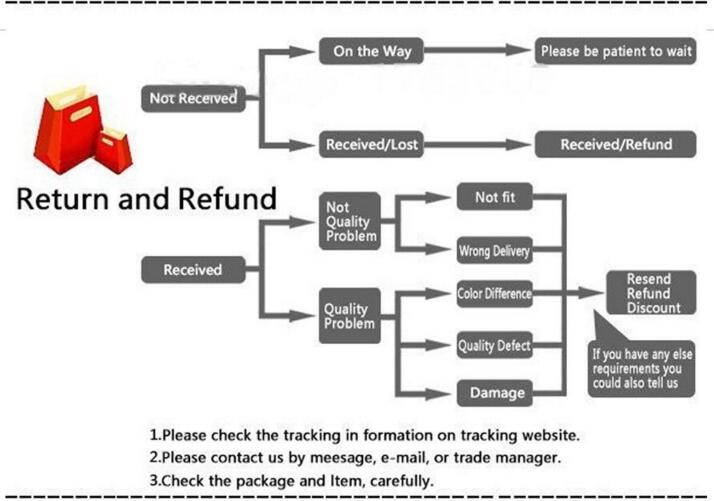 On the Way
Please be patient to wait
Not Received
Received/Lost
Received/Refund
Return and Refund
Not
Quality
Problem
Not fit
Wrong Delivery
Received
Quality
Problem
Color Difference
Quality Defect
Damage
Resend
Refund
Discount
If you have any else
requirements you
could also tell us
1.Please check the tracking in formation on tracking website.
2.Please contact us by meesage, e-mail, or trade manager.
3.Check the package and Item, carefully.